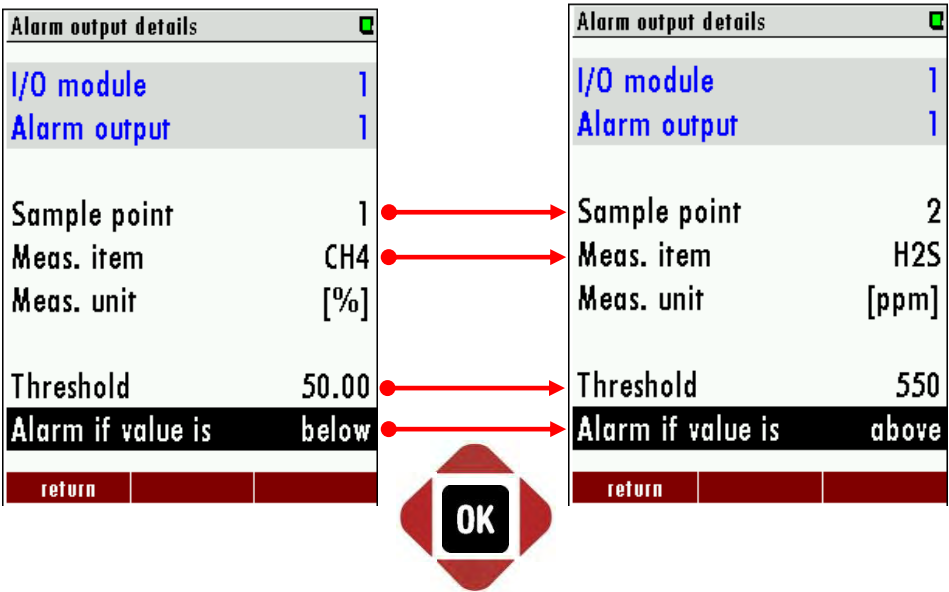 Alarm output details
I/O module 1
Alarm output 1
Sample point 1
Meas. item CH4
Meas. unit [%]
Threshold 50.00
Alarm if value is below
return
Alarm output details
I/O module 1
Alarm output 1
Sample point 2
Meas. item H2S
Meas. unit [ppm]
Threshold 550
Alarm if value is above
return
OK